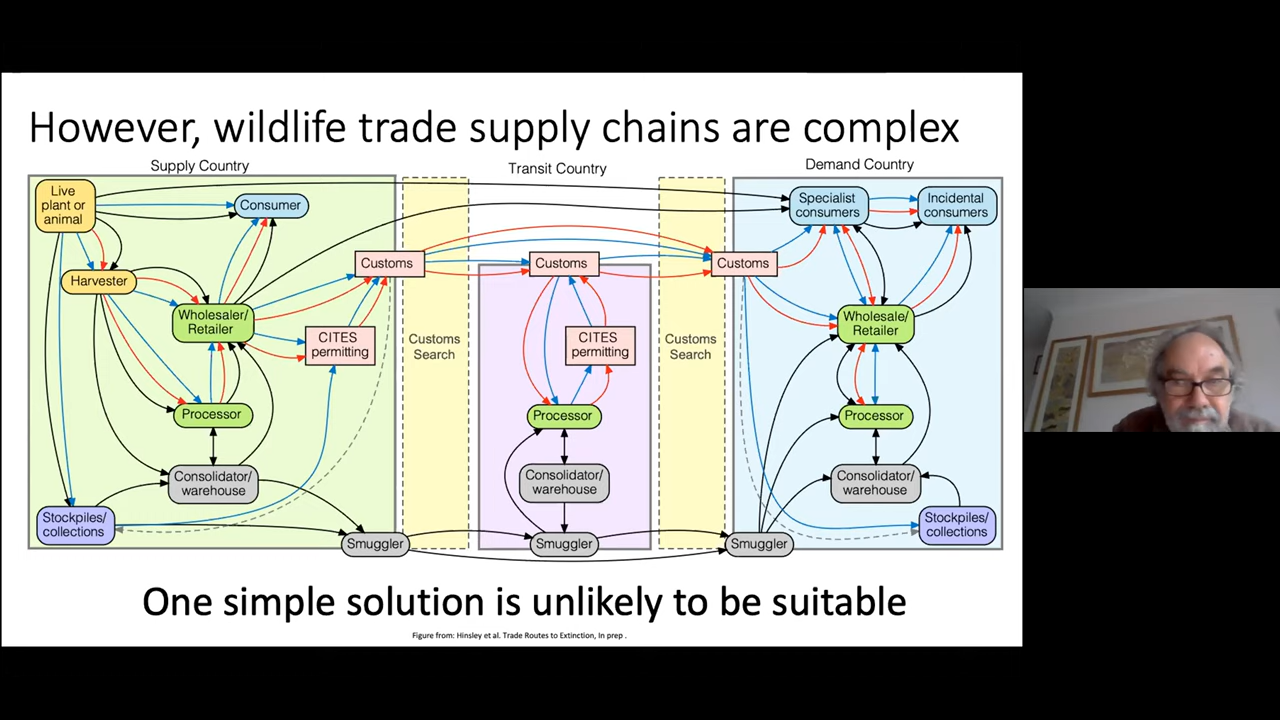 However, wildlife trade supply chains are complex
Supply Country
Transit Country
Demand Country
Live
plant or
animal
Consumer
Harvester
Wholesaler/
Retailer
Customs
CITES
permitting
Processor
Consolidator/
warehouse
Stockpiles/
collections
Smuggler
Customs
Search
Customs
CITES
permitting
Processor
Consolidator/
warehouse
Smuggler
Customs
Search
Customs
Specialist
consumers
Incidental
consumers
Wholesale/
Retailer
Processor
Consolidator/
warehouse
Stockpiles/
collections
Smuggler
One simple solution is unlikely to be suitable
Figure from: Hinsley et al. Trade Routes to Extinction, In prep .